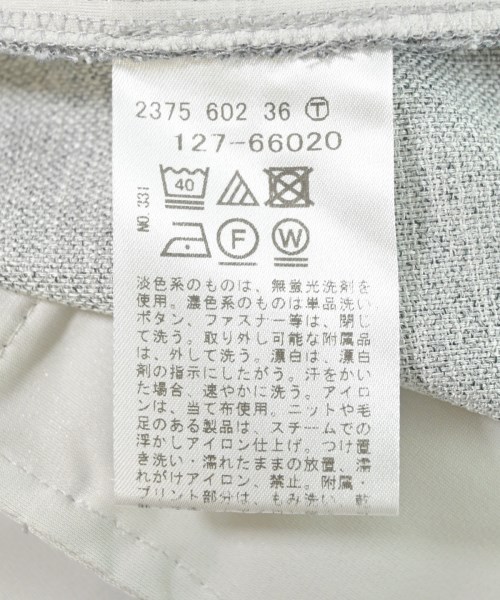 2375 602 36 Ⓣ
127-66020
NO.331
40
F W
淡色系のものは、無蛍光洗剤を
使用。濃色系のものは単品洗い
ボタン、ファスナー等は、閉じ
て洗う。取り外し可能な附属品
は、外して洗う。漂白は、漂白
剤の指示にしたがう。汗をかい
た場合、速やかに洗う。アイロ
ンは、当て布使用。ニットや毛
足のある製品は、スチームでの
浮かしアイロン仕上げ。つけ置
き洗い・濡れたままの放置、濡
れがけアイロン、禁止。附属・
プリント部分は、もみ洗い、乾